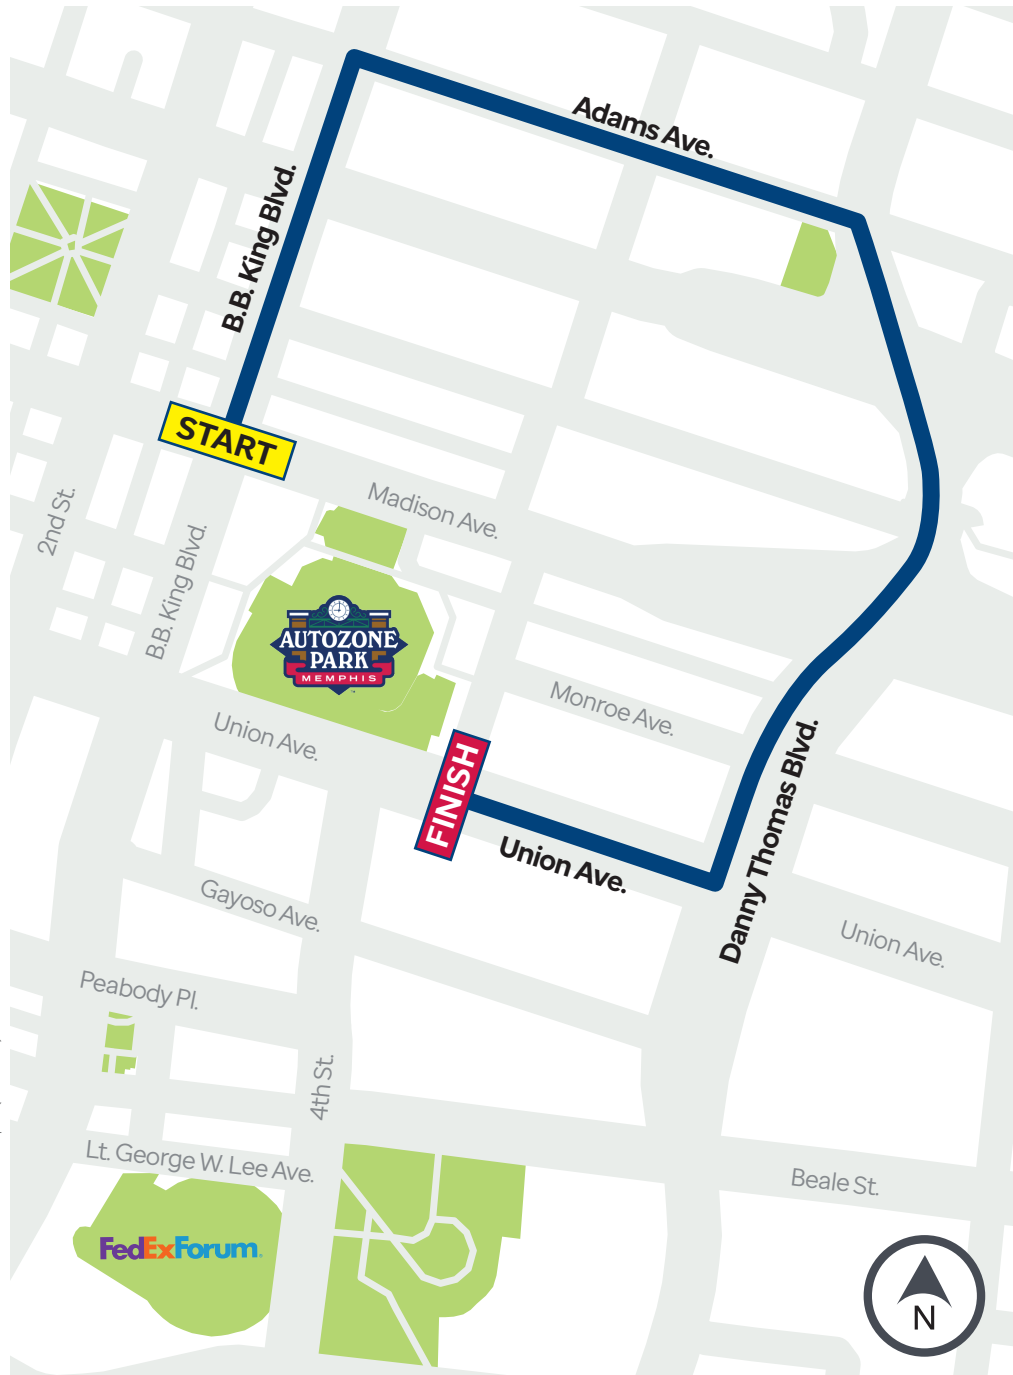 Adams Ave.
B.B. King Blvd.
START
Madison Ave.
2nd St.
B.B. King Blvd.
AUTOZONE
PARK
MEMPHIS
Monroe Ave.
Union Ave.
FINISH
Union Ave.
Danny Thomas Blvd.
Gayoso Ave.
Union Ave.
Peabody Pl.
4th St.
Lt. George W. Lee Ave.
Beale St.
FedExForum
N